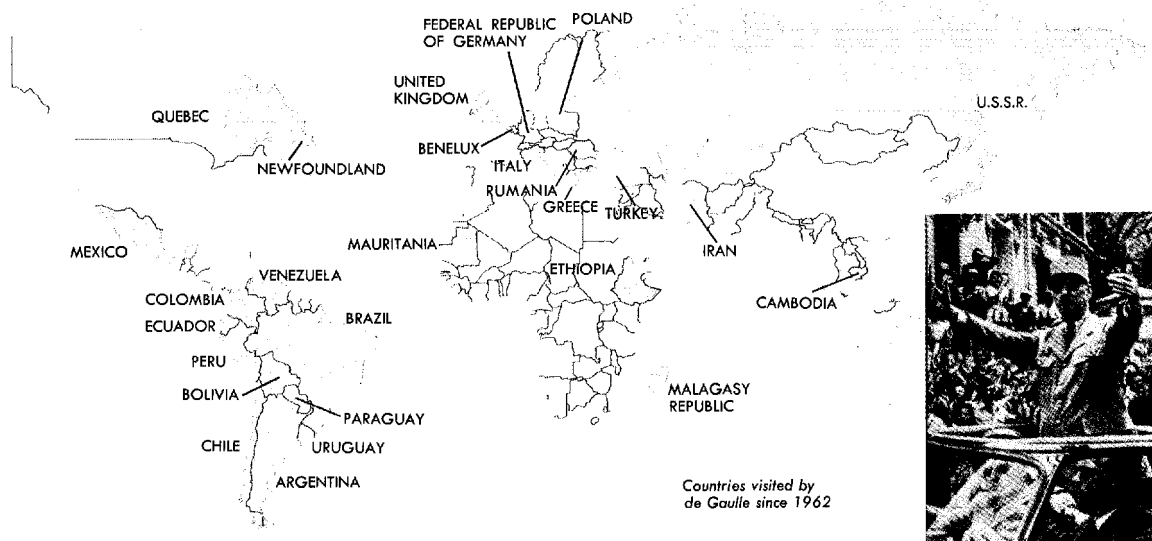 FEDERAL REPUBLIC
OF GERMANY
POLAND
UNITED
KINGDOM
U.S.S.R.
QUEBEC
BENELUX
NEWFOUNDLAND
ITALY
RUMANIA
GREECE
TURKEY
MAURITANIA
IRAN
MEXICO
ETHIOPIA
VENEZUELA
COLOMBIA
CAMBODIA
ECUADOR
BRAZIL
PERU
BOLIVIA
MALAGASY
REPUBLIC
PARAGUAY
CHILE
URUGUAY
ARGENTINA
Countries visited by
de Gaulle since 1962